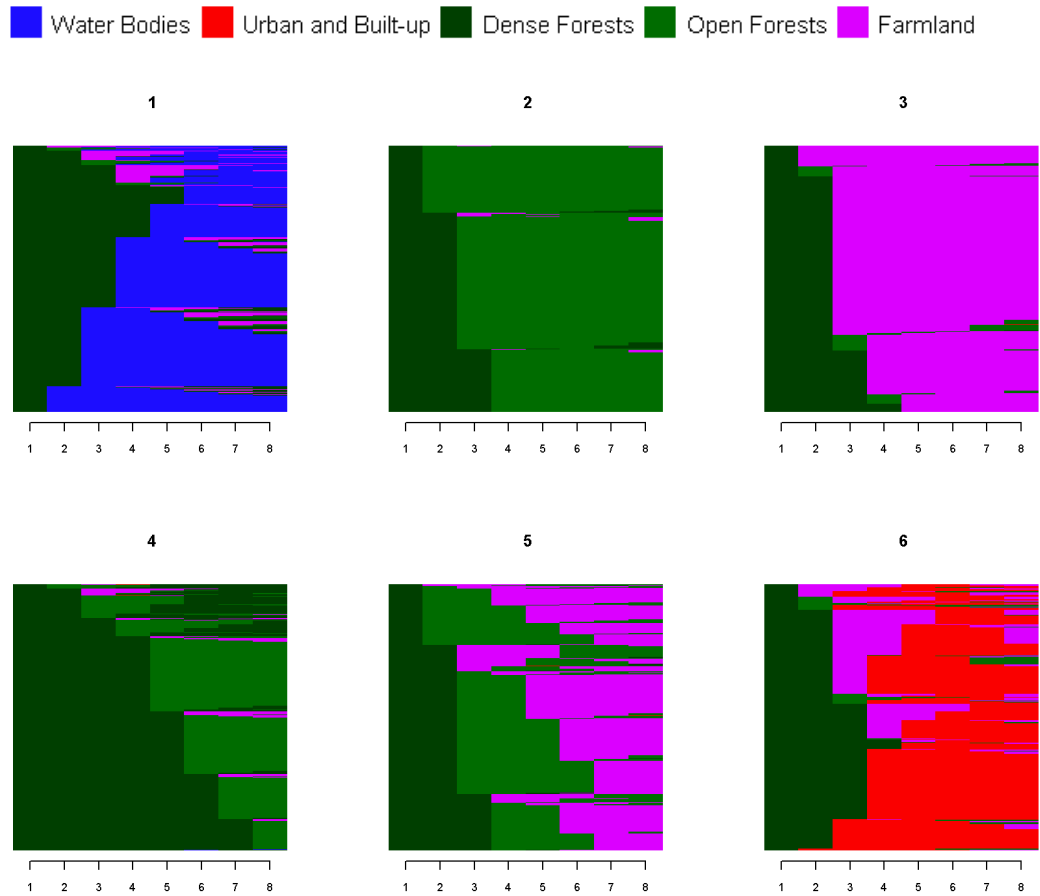 Water Bodies Urban and Built-up Dense Forests Open Forests Farmland
1 2 3
1 2 3 4 5 6 7 8 1 2 3 4 5 6 7 8 1 2 3 4 5 6 7 8
4 5 6
1 2 3 4 5 6 7 8 1 2 3 4 5 6 7 8 1 2 3 4 5 6 7 8